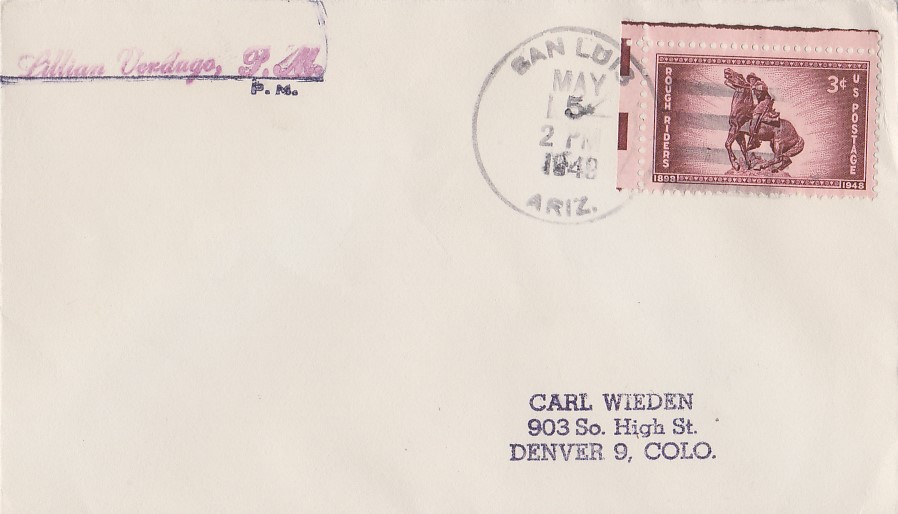 Lillian Verdugo, P. M.
P. M.
SAN LUIS
MAY
5
2 PM
1949
ARIZ.
ROUGH RIDERS
3¢
US POSTAGE
1898 1948
CARL WIEDEN
903 So. High St.
DENVER 9, COLO.